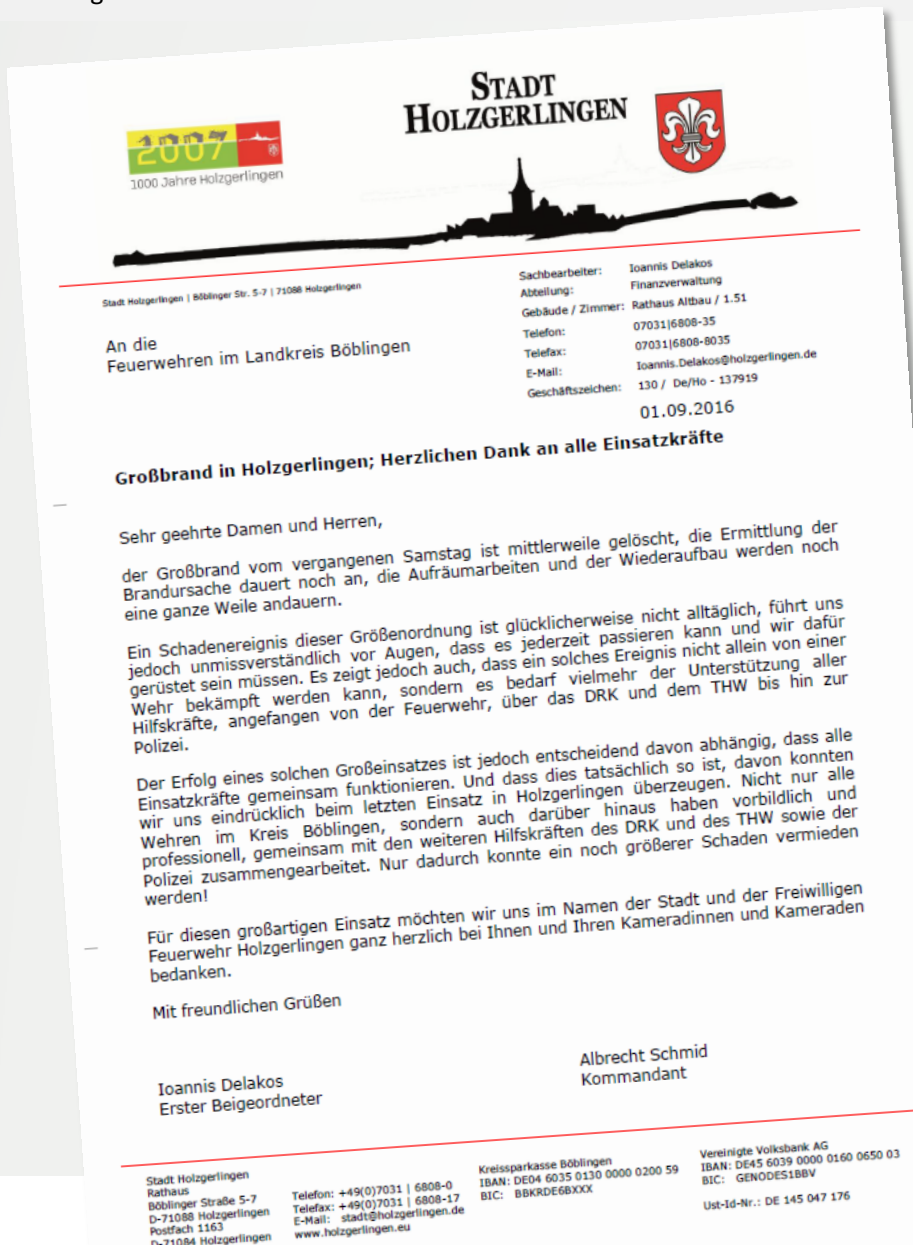 STADT
HOLZGERLINGEN
2007
1000 Jahre Holzgerlingen
Stadt Holzgerlingen | Böblinger Str. 5-7 | 71088 Holzgerlingen
An die
Feuerwehren im Landkreis Böblingen
Sachbearbeiter: Ioannis Delakos
Abteilung: Finanzverwaltung
Gebäude / Zimmer: Rathaus Altbau / 1.51
Telefon: 07031|6808-35
Telefax: 07031|6808-8035
E-Mail: Ioannis.Delakos@holzgerlingen.de
Geschäftszeichen: 130 / De/Ho - 137919
01.09.2016
Großbrand in Holzgerlingen; Herzlichen Dank an alle Einsatzkräfte
Sehr geehrte Damen und Herren,
der Großbrand vom vergangenen Samstag ist mittlerweile gelöscht, die Ermittlung der
Brandursache dauert noch an, die Aufräumarbeiten und der Wiederaufbau werden noch
eine ganze Weile andauern.
Ein Schadenereignis dieser Größenordnung ist glücklicherweise nicht alltäglich, führt uns
jedoch unmissverständlich vor Augen, dass es jederzeit passieren kann und wir dafür
gerüstet sein müssen. Es zeigt jedoch auch, dass ein solches Ereignis nicht allein von einer
Wehr bekämpft werden kann, sondern es bedarf vielmehr der Unterstützung aller
Hilfskräfte, angefangen von der Feuerwehr, über das DRK und dem THW bis hin zur
Polizei.
Der Erfolg eines solchen Großeinsatzes ist jedoch entscheidend davon abhängig, dass alle
Einsatzkräfte gemeinsam funktionieren. Und dass dies tatsächlich so ist, davon konnten
wir uns eindrücklich beim letzten Einsatz in Holzgerlingen überzeugen. Nicht nur alle
Wehren im Kreis Böblingen, sondern auch darüber hinaus haben vorbildlich und
professionell, gemeinsam mit den weiteren Hilfskräften des DRK und des THW sowie der
Polizei zusammengearbeitet. Nur dadurch konnte ein noch größerer Schaden vermieden
werden!
Für diesen großartigen Einsatz möchten wir uns im Namen der Stadt und der Freiwilligen
Feuerwehr Holzgerlingen ganz herzlich bei Ihnen und Ihren Kameradinnen und Kameraden
bedanken.
Mit freundlichen Grüßen
Ioannis Delakos
Erster Beigeordneter
Albrecht Schmid
Kommandant
Stadt Holzgerlingen
Rathaus
Böblinger Straße 5-7
D-71088 Holzgerlingen
Postfach 1163
D-71084 Holzgerlingen
Telefon: +49(0)7031 | 6808-0
Telefax: +49(0)7031 | 6808-17
E-Mail: stadt@holzgerlingen.de
www.holzgerlingen.eu
Kreissparkasse Böblingen
IBAN: DE04 6035 0130 0000 0200 59
BIC: BBKRDE6BXXX
Vereinigte Volksbank AG
IBAN: DE45 6039 0000 0160 0650 03
BIC: GENODES1BBV
Ust-Id-Nr.: DE 145 047 176